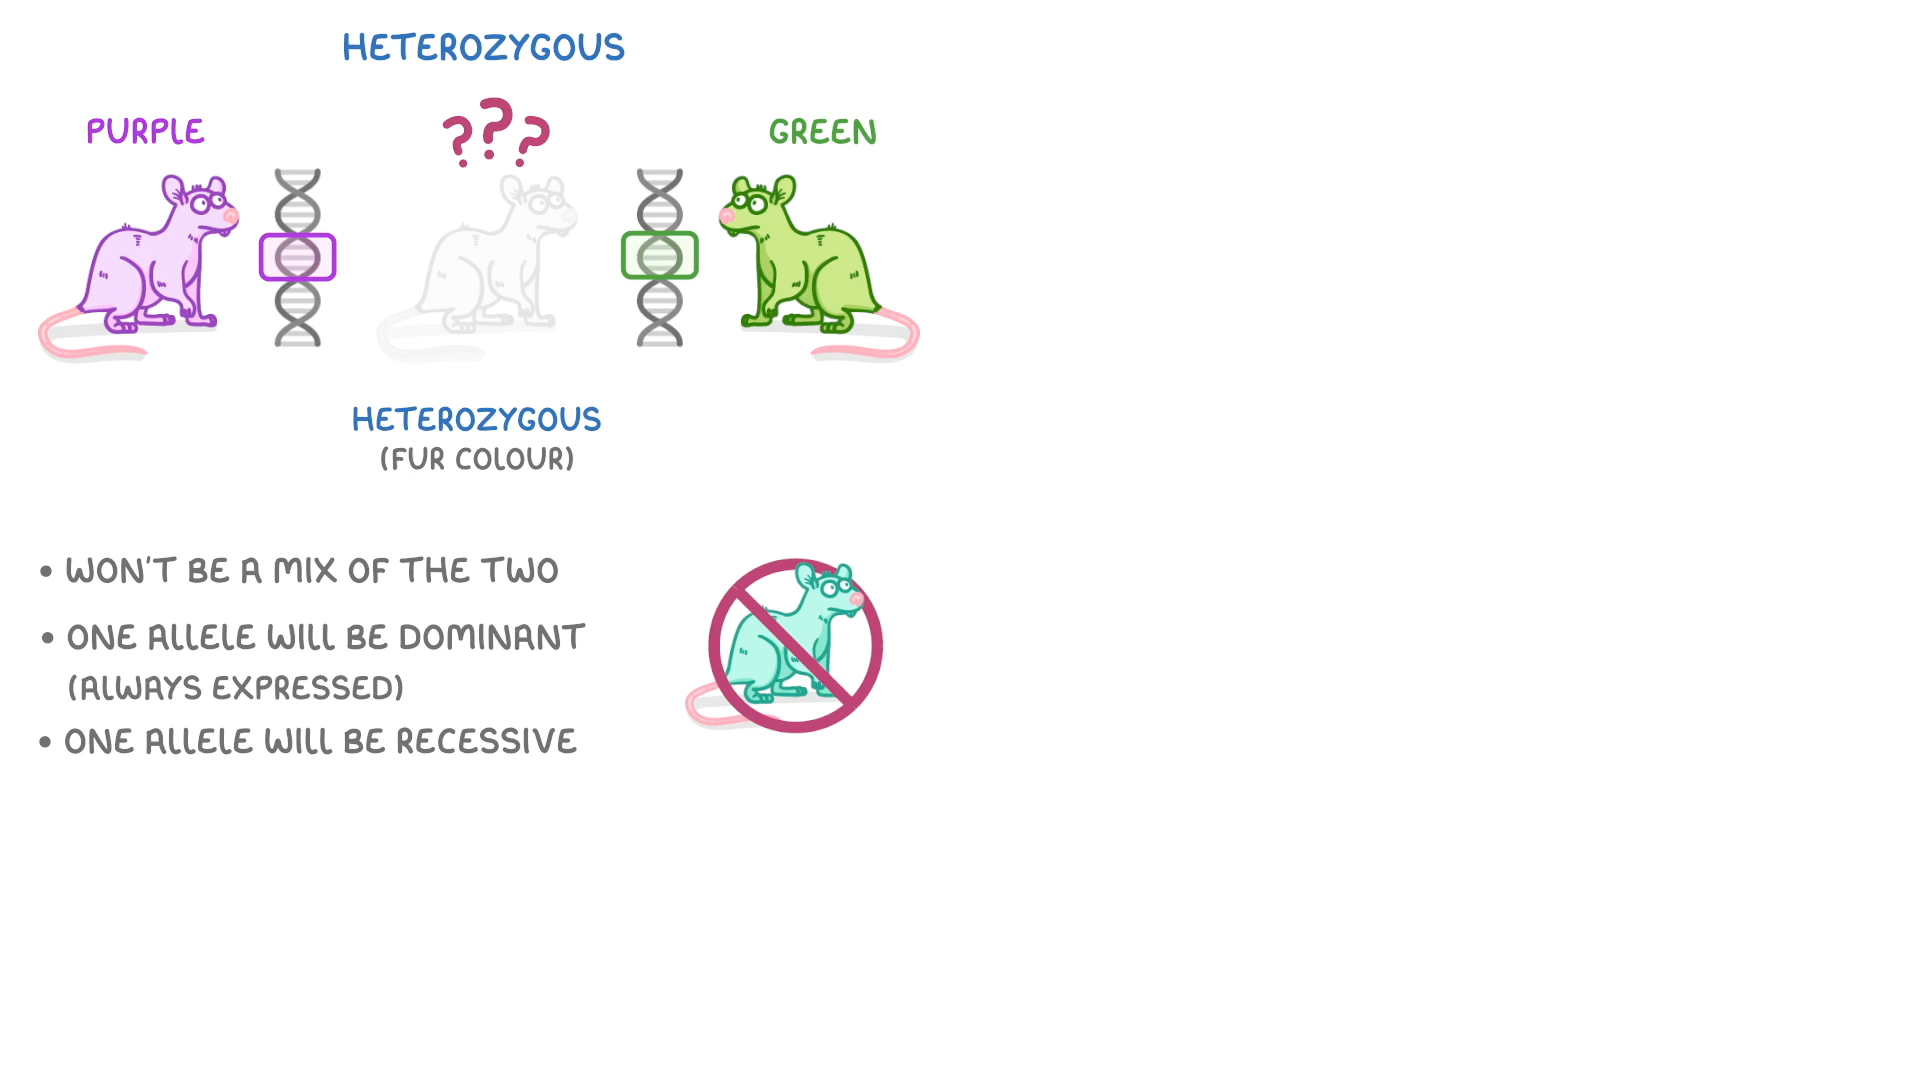 HETEROZYGOUS
PURPLE
???
GREEN
HETEROZYGOUS
(FUR COLOUR)
• WON'T BE A MIX OF THE TWO
• ONE ALLELE WILL BE DOMINANT
(ALWAYS EXPRESSED)
• ONE ALLELE WILL BE RECESSIVE